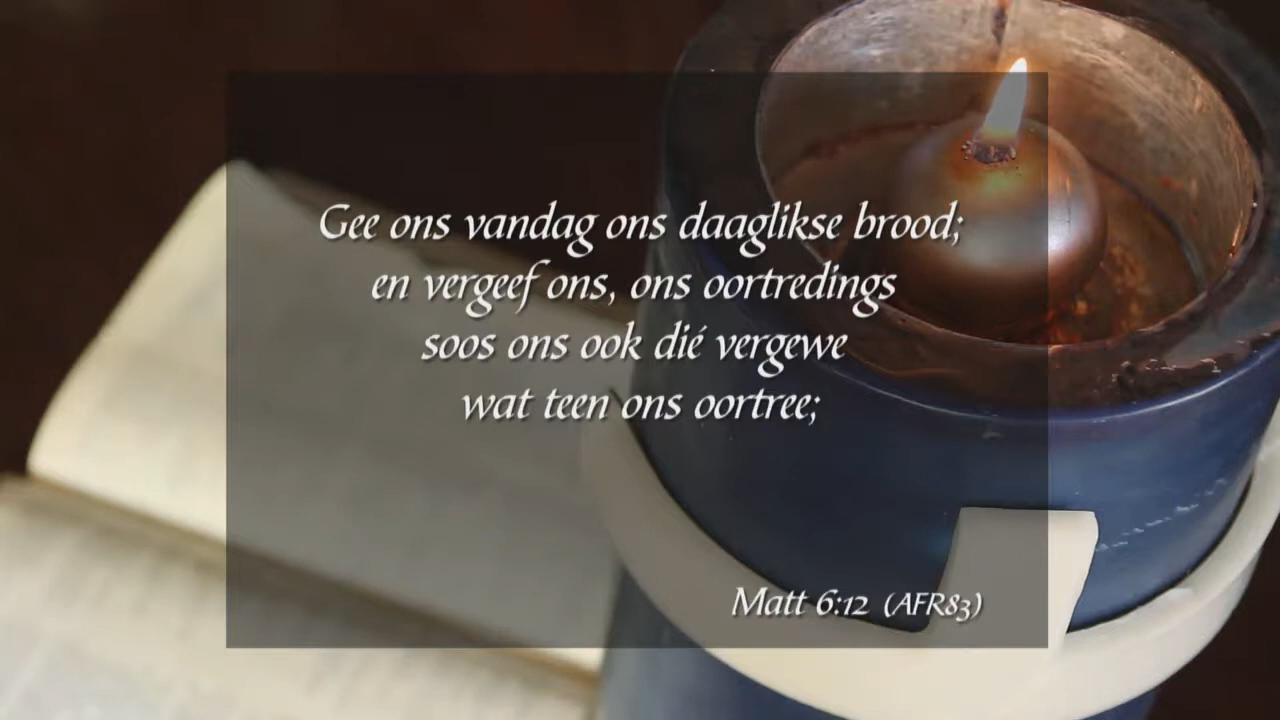 Gee ons vandag ons daaglikse brood;
en vergeef ons, ons oortredings
soos ons ook dié vergewe
wat teen ons oortree;
Matt 6:12 (AFR83)